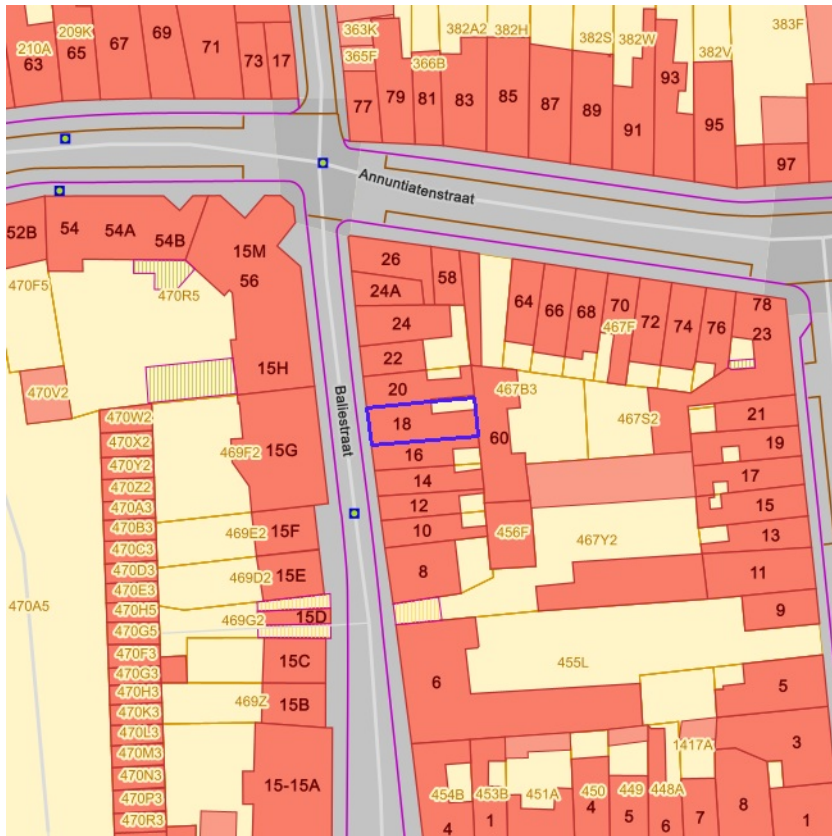 363K
382A2
382H
383F
210A
209K
67
69
71
73
17
365F
382S
382W
382V
63
65
366B
93
77
79
81
83
85
87
89
91
95
97
Annuntiatenstraat
52B
54
54A
54B
15M
56
470F5
470R5
26
58
24A
24
22
20
18
16
14
12
10
8
64
66
68
70
467F
72
74
76
78
23
470V2
15H
467B3
467S2
21
60
19
17
15
13
11
9
Baliestraat
470W2
470X2
470Y2
470Z2
470A3
470B3
470C3
470D3
470E3
470H5
470G5
470F3
470G3
470H3
470K3
470L3
470M3
470N3
470P3
470R3
469F2
15G
469E2
15F
469D2
15E
469G2
15D
15C
469Z
15B
15-15A
470A5
456F
467Y2
455L
6
5
3
1417A
454B
453B
451A
450
449
448A
4
1
4
5
6
7
8
1